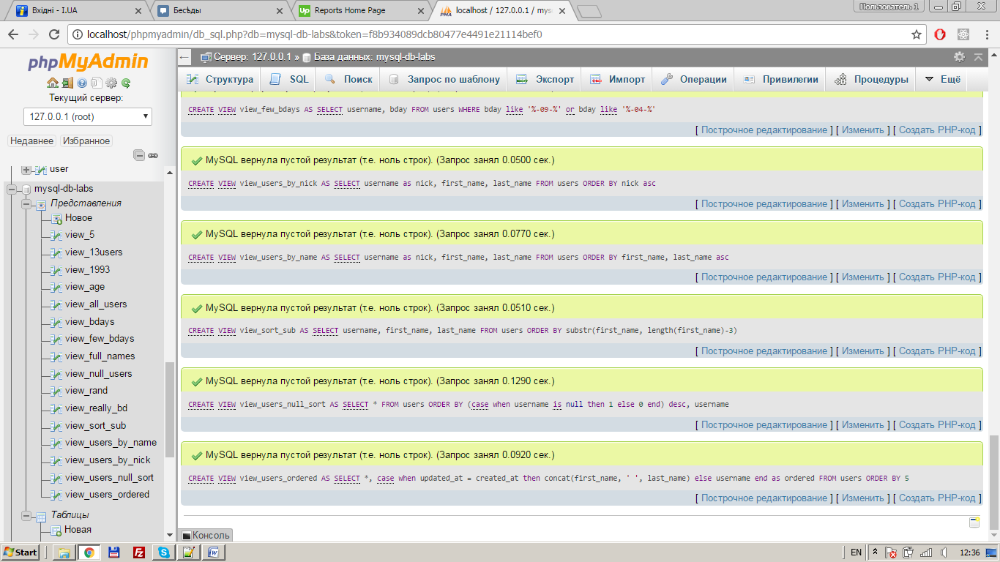 Вхідні - I.UA
Бесѣды
Reports Home Page
localhost / 127.0.0.1 / mys
Пользователь 1
localhost/phpmyadmin/db_sql.php?db=mysql-db-labs&token=f8b934089dcb80477e4491e21114bef0
phpMyAdmin
Текущий сервер:
127.0.0.1 (root)
Недавнее
Избранное
user
mysql-db-labs
Представления
Новое
view_5
view_13users
view_1993
view_age
view_all_users
view_bdays
view_few_bdays
view_full_names
view_null_users
view_rand
view_really_bd
view_sort_sub
view_users_by_name
view_users_by_nick
view_users_null_sort
view_users_ordered
Таблицы
Новая
Сервер: 127.0.0.1 » База данных: mysql-db-labs
Структура SQL Поиск Запрос по шаблону Экспорт Импорт Операции Привилегии Процедуры Ещё
CREATE VIEW view_few_bdays AS SELECT username, bday FROM users WHERE bday like '%-09-%' or bday like '%-04-%'
[ Построчное редактирование ] [ Изменить ] [ Создать PHP-код ]
MySQL вернула пустой результат (т.е. ноль строк). (Запрос занял 0.0500 сек.)
CREATE VIEW view_users_by_nick AS SELECT username as nick, first_name, last_name FROM users ORDER BY nick asc
[ Построчное редактирование ] [ Изменить ] [ Создать PHP-код ]
MySQL вернула пустой результат (т.е. ноль строк). (Запрос занял 0.0770 сек.)
CREATE VIEW view_users_by_name AS SELECT username as nick, first_name, last_name FROM users ORDER BY first_name, last_name asc
[ Построчное редактирование ] [ Изменить ] [ Создать PHP-код ]
MySQL вернула пустой результат (т.е. ноль строк). (Запрос занял 0.0510 сек.)
CREATE VIEW view_sort_sub AS SELECT username, first_name, last_name FROM users ORDER BY substr(first_name, length(first_name)-3)
[ Построчное редактирование ] [ Изменить ] [ Создать PHP-код ]
MySQL вернула пустой результат (т.е. ноль строк). (Запрос занял 0.1290 сек.)
CREATE VIEW view_users_null_sort AS SELECT * FROM users ORDER BY (case when username is null then 1 else 0 end) desc, username
[ Построчное редактирование ] [ Изменить ] [ Создать PHP-код ]
MySQL вернула пустой результат (т.е. ноль строк). (Запрос занял 0.0920 сек.)
CREATE VIEW view_users_ordered AS SELECT *, case when updated_at = created_at then concat(first_name, ' ', last_name) else username end as ordered FROM users ORDER BY 5
[ Построчное редактирование ] [ Изменить ] [ Создать PHP-код ]
Консоль
Start
EN
12:36